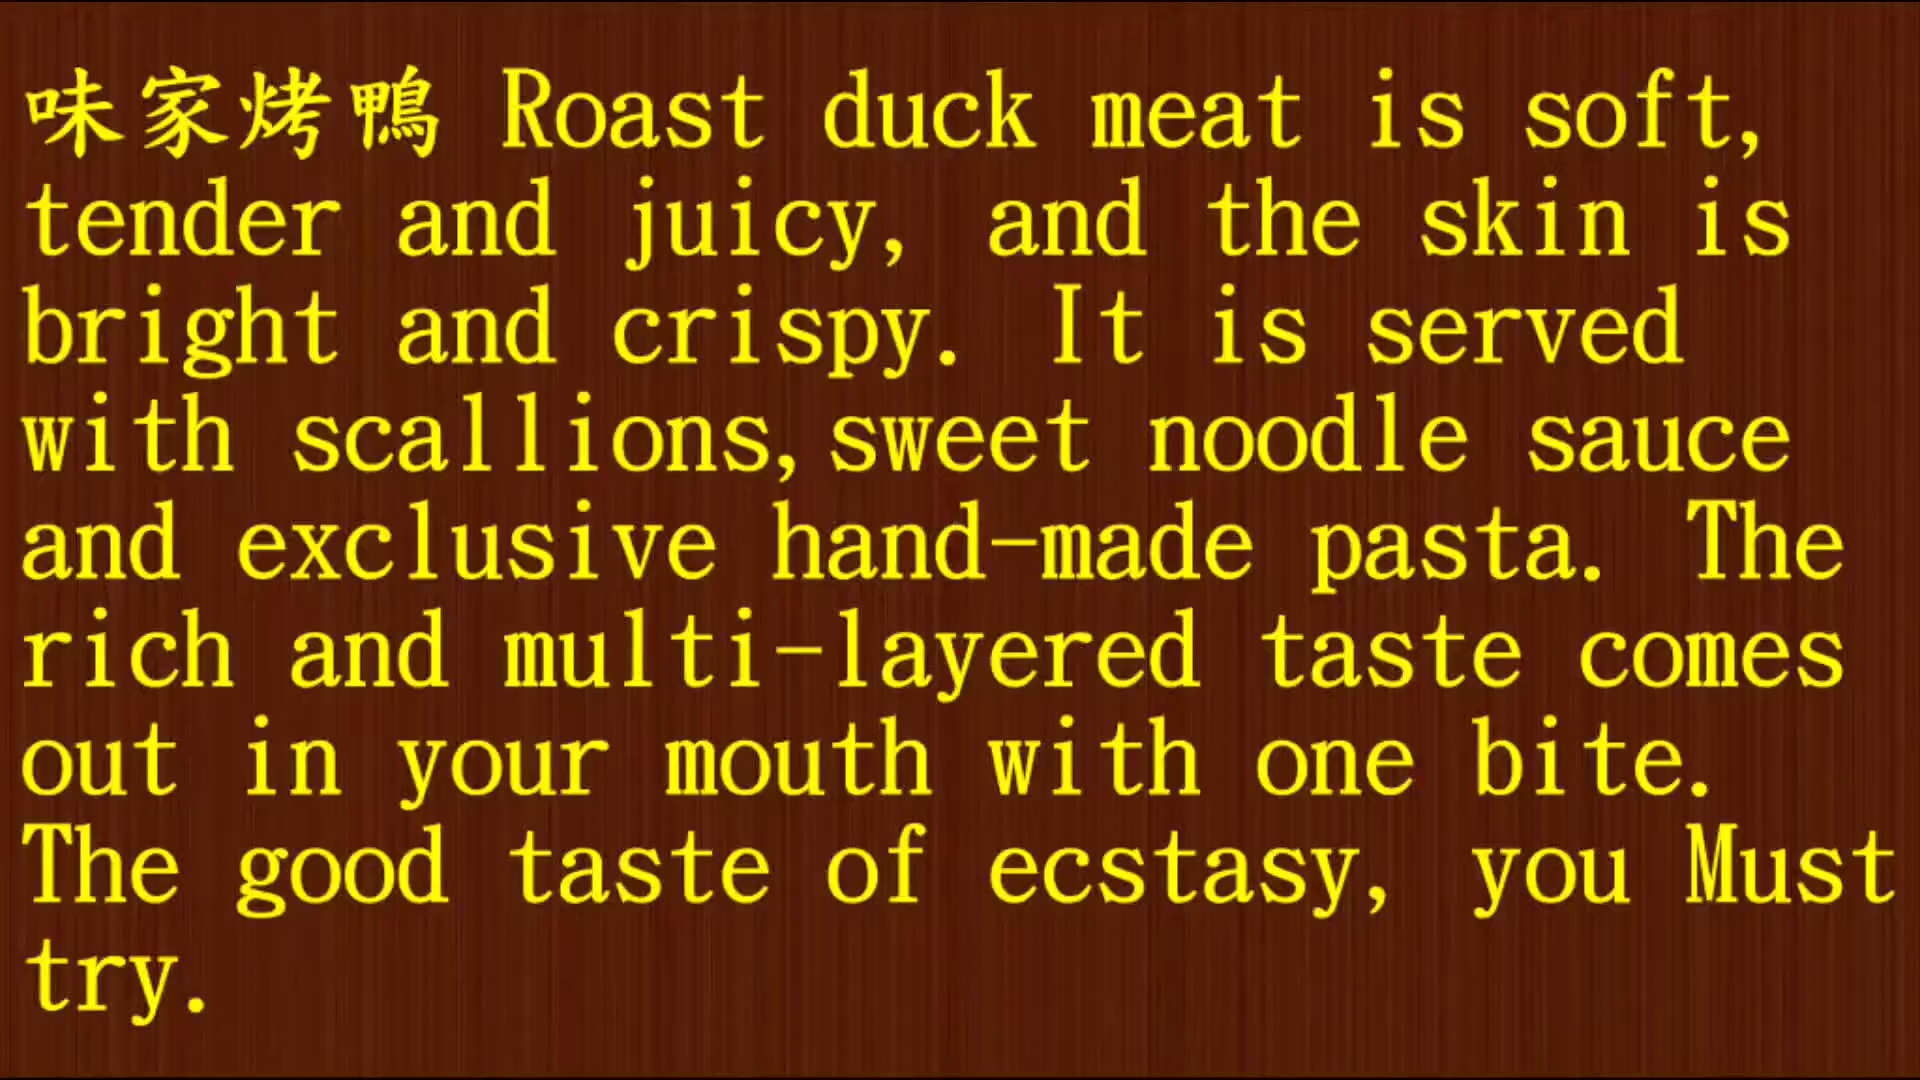 味家烤鴨 Roast duck meat is soft,
tender and juicy, and the skin is
bright and crispy. It is served
with scallions,sweet noodle sauce
and exclusive hand-made pasta. The
rich and multi-layered taste comes
out in your mouth with one bite.
The good taste of ecstasy, you Must
try.